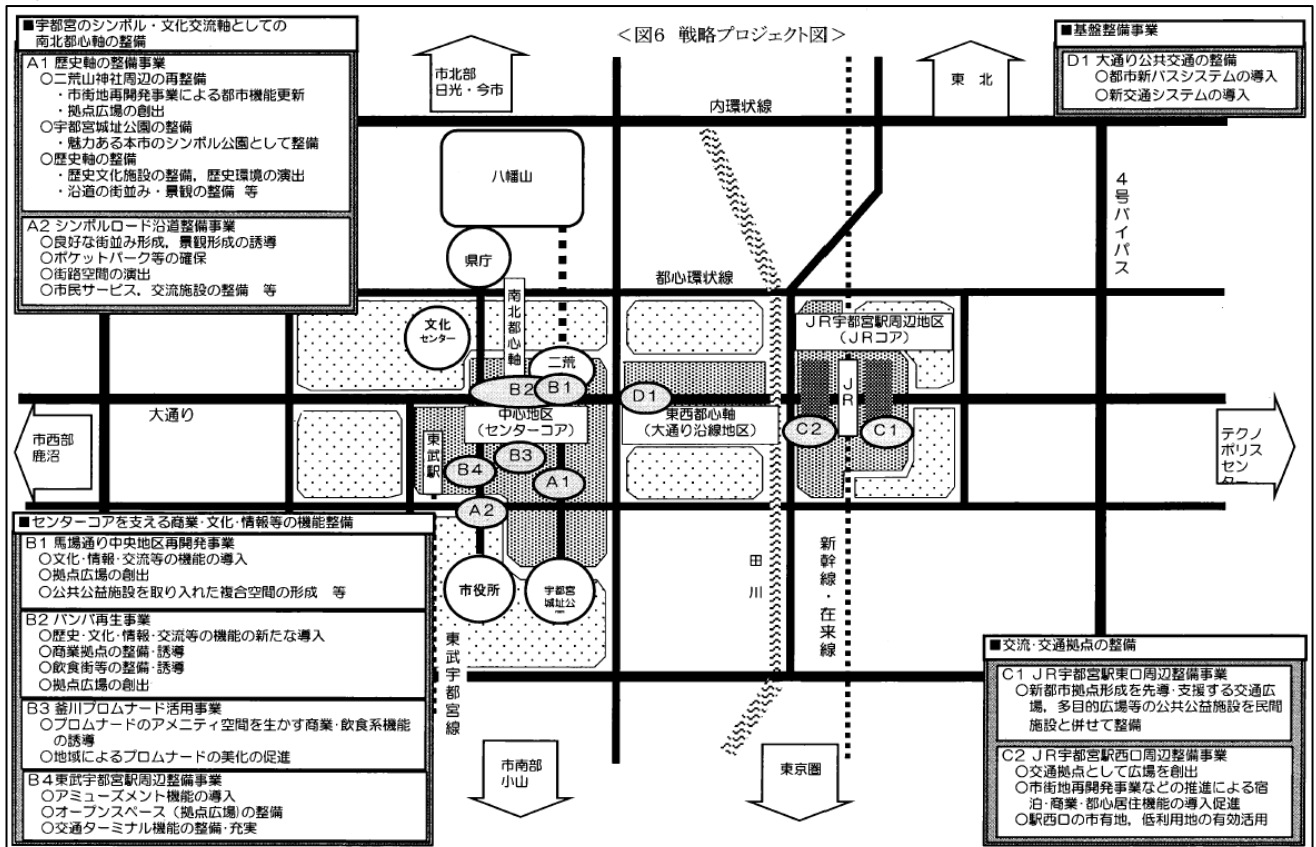 ＜図6 戦略プロジェクト図＞
■宇都宮のシンボル・文化交流軸としての
南北都心軸の整備
A1 歴史軸の整備事業
○二荒山神社周辺の再整備
・市街地再開発事業による都市機能更新
・拠点広場の創出
○宇都宮城址公園の整備
・魅力ある本市のシンボル公園として整備
○歴史軸の整備
・歴史文化施設の整備，歴史環境の演出
・沿道の街並み・景観の整備 等
A2 シンボルロード沿道整備事業
○良好な街並み形成，景観形成の誘導
○ポケットパーク等の確保
○街路空間の演出
○市民サービス，交流施設の整備 等
市北部
日光・今市
東 北
■基盤整備事業
D1 大通り公共交通の整備
○都市新バスシステムの導入
○新交通システムの導入
内環状線
八幡山
4号バイパス
県庁
都心環状線
南北都心軸
文化
センター
JR宇都宮駅周辺地区
（JRコア）
二荒
B2
B1
D1
JR
大通り
中心地区
（センターコア）
東西都心軸
（大通り沿線地区）
C2
C1
市西部
鹿沼
テクノ
ポリス
セン
ター
東武駅
B4
B3
A1
A2
市役所
宇都宮
城址公
田川
新幹線・在来線
東武宇都宮線
市南部
小山
東京圏
■センターコアを支える商業・文化・情報等の機能整備
B1 馬場通り中央地区再開発事業
○文化・情報・交流等の機能の導入
○拠点広場の創出
○公共公益施設を取り入れた複合空間の形成 等
B2 バンバ再生事業
○歴史・文化・情報・交流等の機能の新たな導入
○商業拠点の整備・誘導
○飲食街等の整備・誘導
○拠点広場の創出
B3 釜川プロムナード活用事業
○プロムナードのアメニティ空間を生かす商業・飲食系機能
の誘導
○地域によるプロムナードの美化の促進
B4東武宇都宮駅周辺整備事業
○アミューズメント機能の導入
○オープンスペース（拠点広場）の整備
○交通ターミナル機能の整備・充実
■交流・交通拠点の整備
C1 JR宇都宮駅東口周辺整備事業
○新都市拠点形成を先導・支援する交通広
場，多目的広場等の公共公益施設を民間
施設と併せて整備
C2 JR宇都宮駅西口周辺整備事業
○交通拠点として広場を創出
○市街地再開発事業などの推進による宿
泊・商業・都心居住機能の導入促進
○駅西口の市有地，低利用地の有効活用